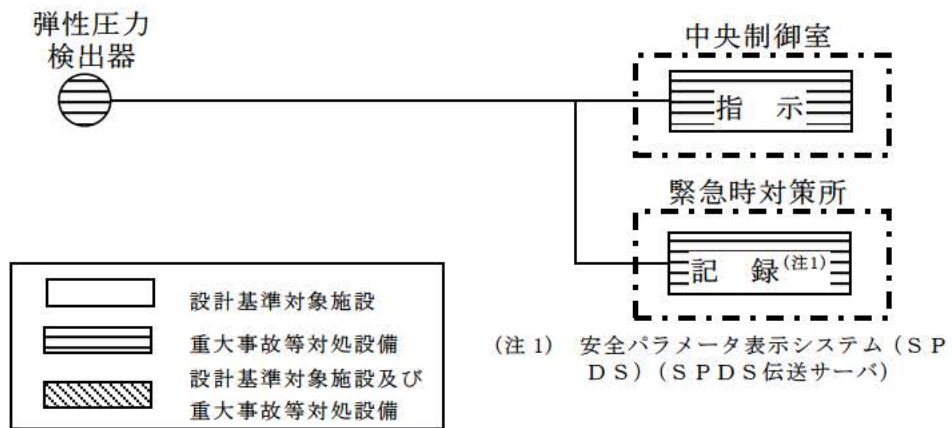 弾性圧力
検出器
中央制御室
指　示
緊急時対策所
記　録(注1)
設計基準対象施設
重大事故等対処設備
設計基準対象施設及び
重大事故等対処設備
(注1)　安全パラメータ表示システム(ＳＰ
ＤＳ)(ＳＰＤＳ伝送サーバ)